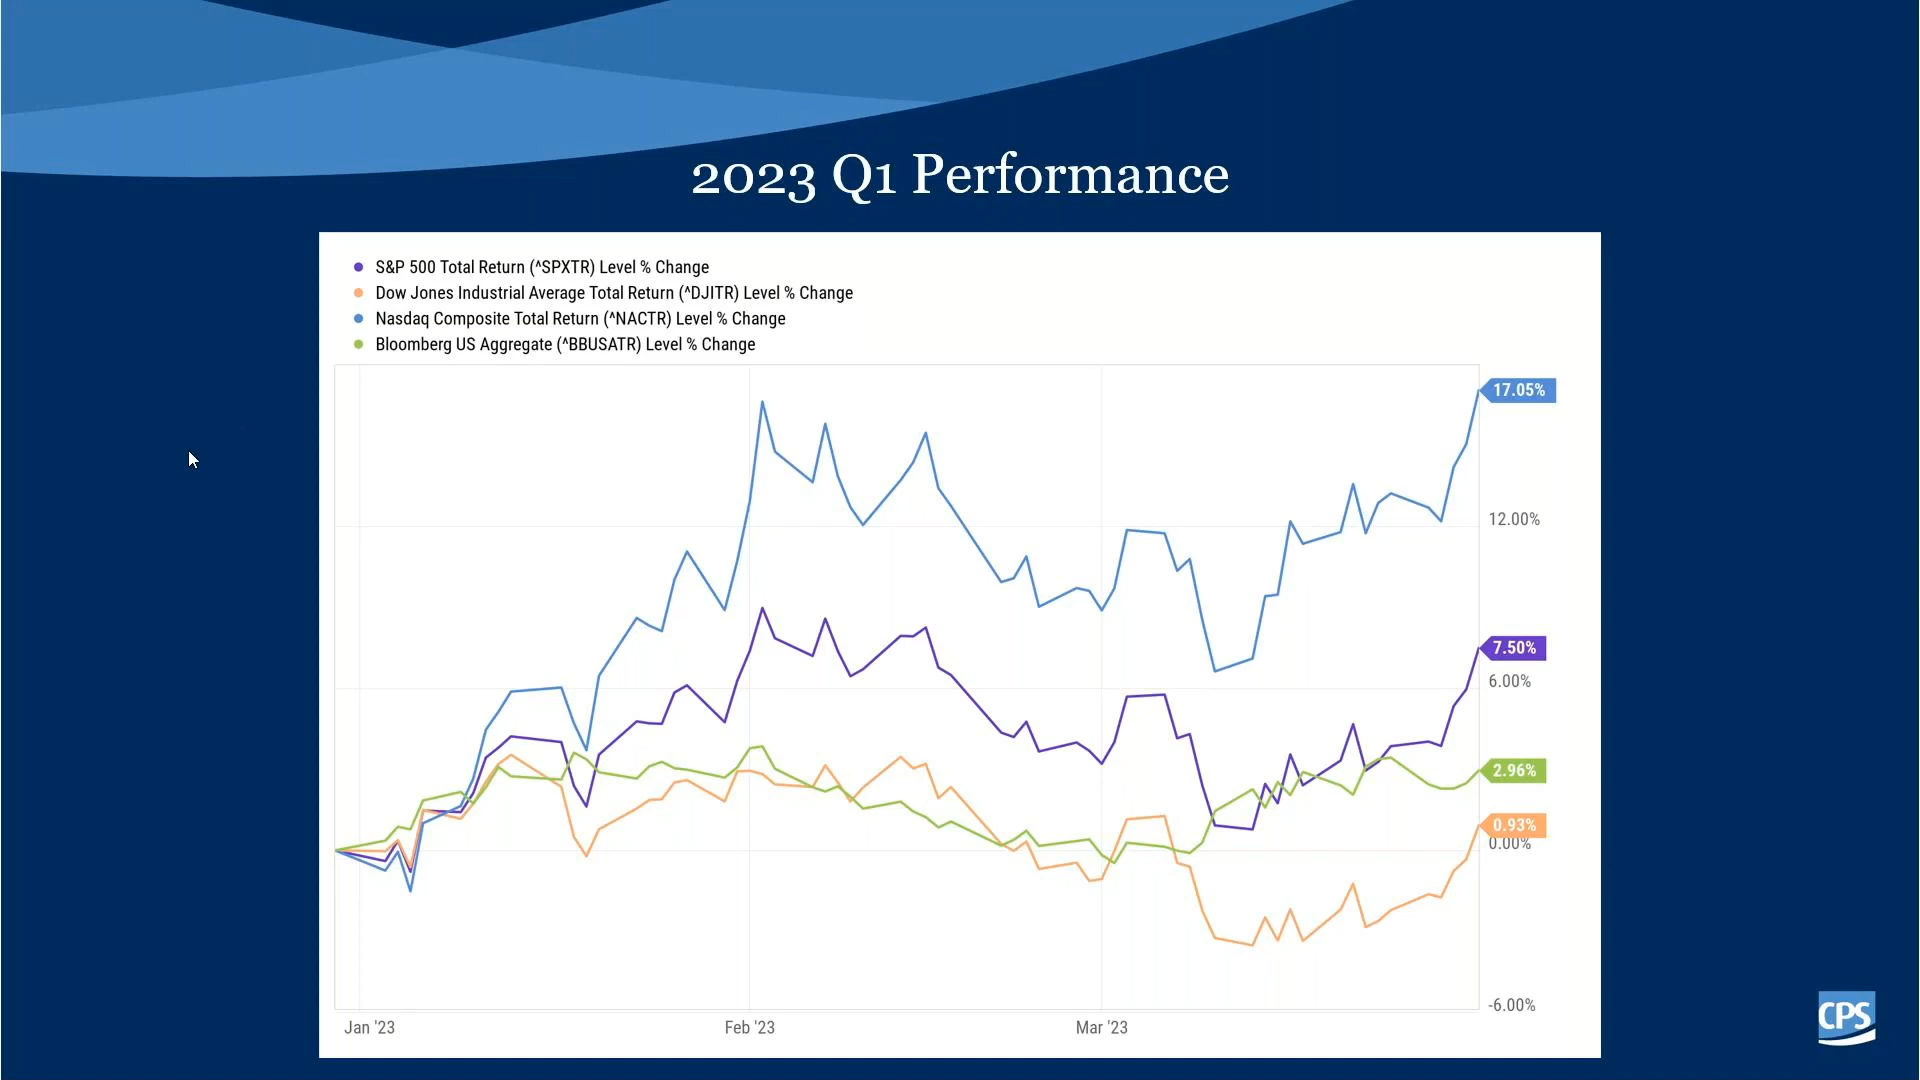 2023 Q1 Performance
S&P 500 Total Return (^SPXTR) Level % Change
Dow Jones Industrial Average Total Return (^DJITR) Level % Change
Nasdaq Composite Total Return (^NACTR) Level % Change
Bloomberg US Aggregate (^BBUSATR) Level % Change
17.05%
12.00%
7.50%
6.00%
2.96%
0.93%
0.00%
-6.00%
Jan '23 Feb '23 Mar '23
CPS